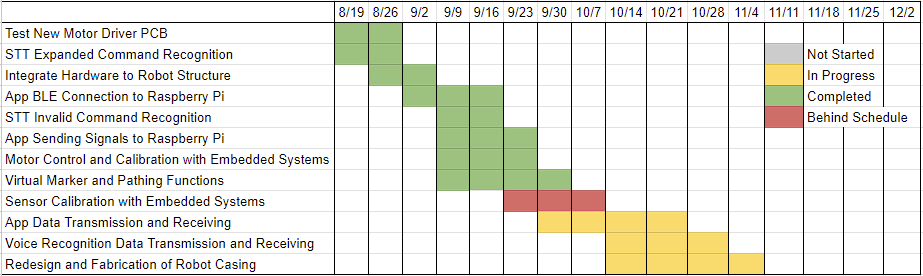 8/19 8/26 9/2 9/9 9/16 9/23 9/30 10/7 10/14 10/21 10/28 11/4 11/11 11/18 11/25 12/2
Test New Motor Driver PCB
STT Expanded Command Recognition
Not Started
Integrate Hardware to Robot Structure
In Progress
App BLE Connection to Raspberry Pi
Completed
STT Invalid Command Recognition
Behind Schedule
App Sending Signals to Raspberry Pi
Motor Control and Calibration with Embedded Systems
Virtual Marker and Pathing Functions
Sensor Calibration with Embedded Systems
App Data Transmission and Receiving
Voice Recognition Data Transmission and Receiving
Redesign and Fabrication of Robot Casing